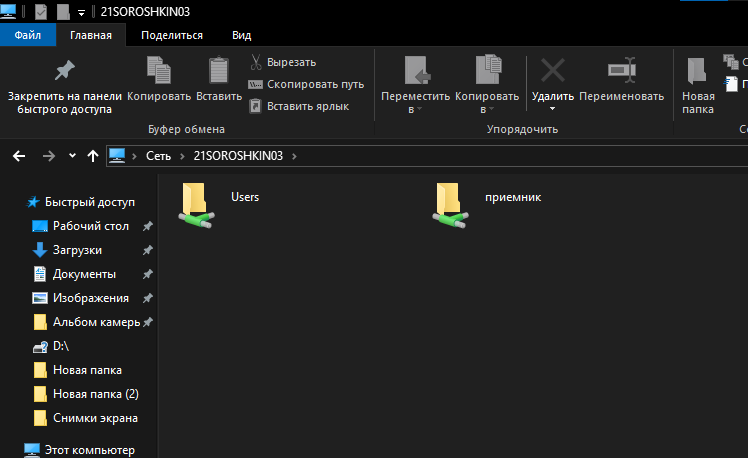 21SOROSHKIN03
Файл Главная Поделиться Вид
Закрепить на панели
быстрого доступа
Копировать
Вставить
Вырезать
Скопировать путь
Вставить ярлык
Буфер обмена
Переместить
в
Копировать
в
Удалить
Переименовать
Упорядочить
Новая
папка
Сеть 21SOROSHKIN03
Быстрый доступ
Рабочий стол
Загрузки
Документы
Изображения
Альбом камеры
D:\
Новая папка
Новая папка (2)
Снимки экрана
Этот компьютер
Users
приемник